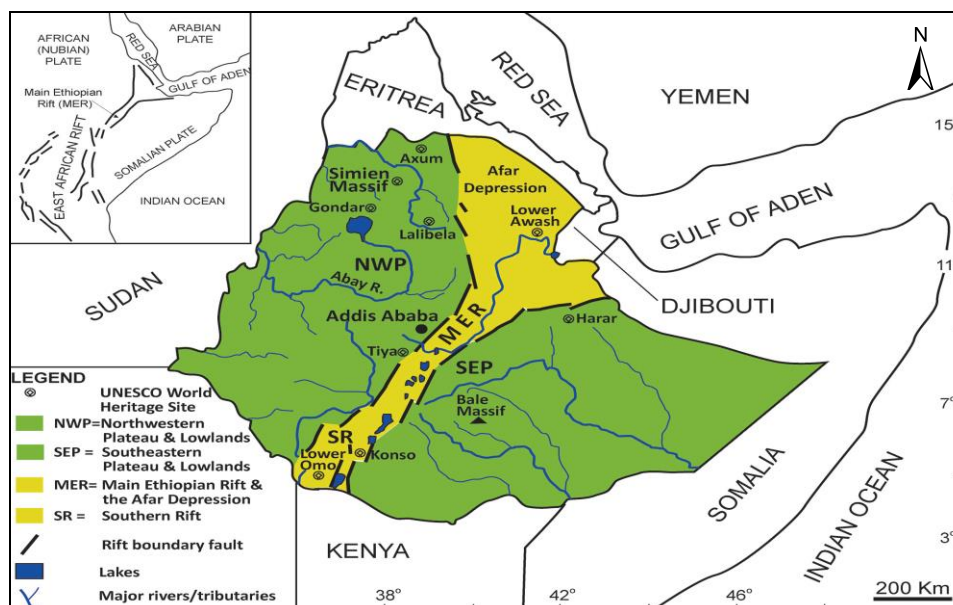 AFRICAN
(NUBIAN)
PLATE
ARABIAN
PLATE
RED SEA
GULF OF ADEN
Main Ethiopian
Rift (MER)
EAST AFRICAN RIFT
SOMALIAN PLATE
INDIAN OCEAN
N
ERITREA
RED SEA
YEMEN
15
Axum
Simien
Massif
Gondar
Lalibela
Afar
Depression
Lower
Awash
GULF OF ADEN
NWP
Abay R.
11
SUDAN
DJIBOUTI
Addis Ababa
MER
Harar
Tiya
SEP
Bale
Massif
7°
SR
Lower
Omo
Konso
SOMALIA
INDIAN OCEAN
KENYA
3°
38°
42°
46°
200 Km
LEGEND
UNESCO World
Heritage Site
NWP=Northwestern
Plateau & Lowlands
SEP = Southeastern
Plateau & Lowlands
MER= Main Ethiopian Rift &
the Afar Depression
SR = Southern Rift
Rift boundary fault
Lakes
Major rivers/tributaries